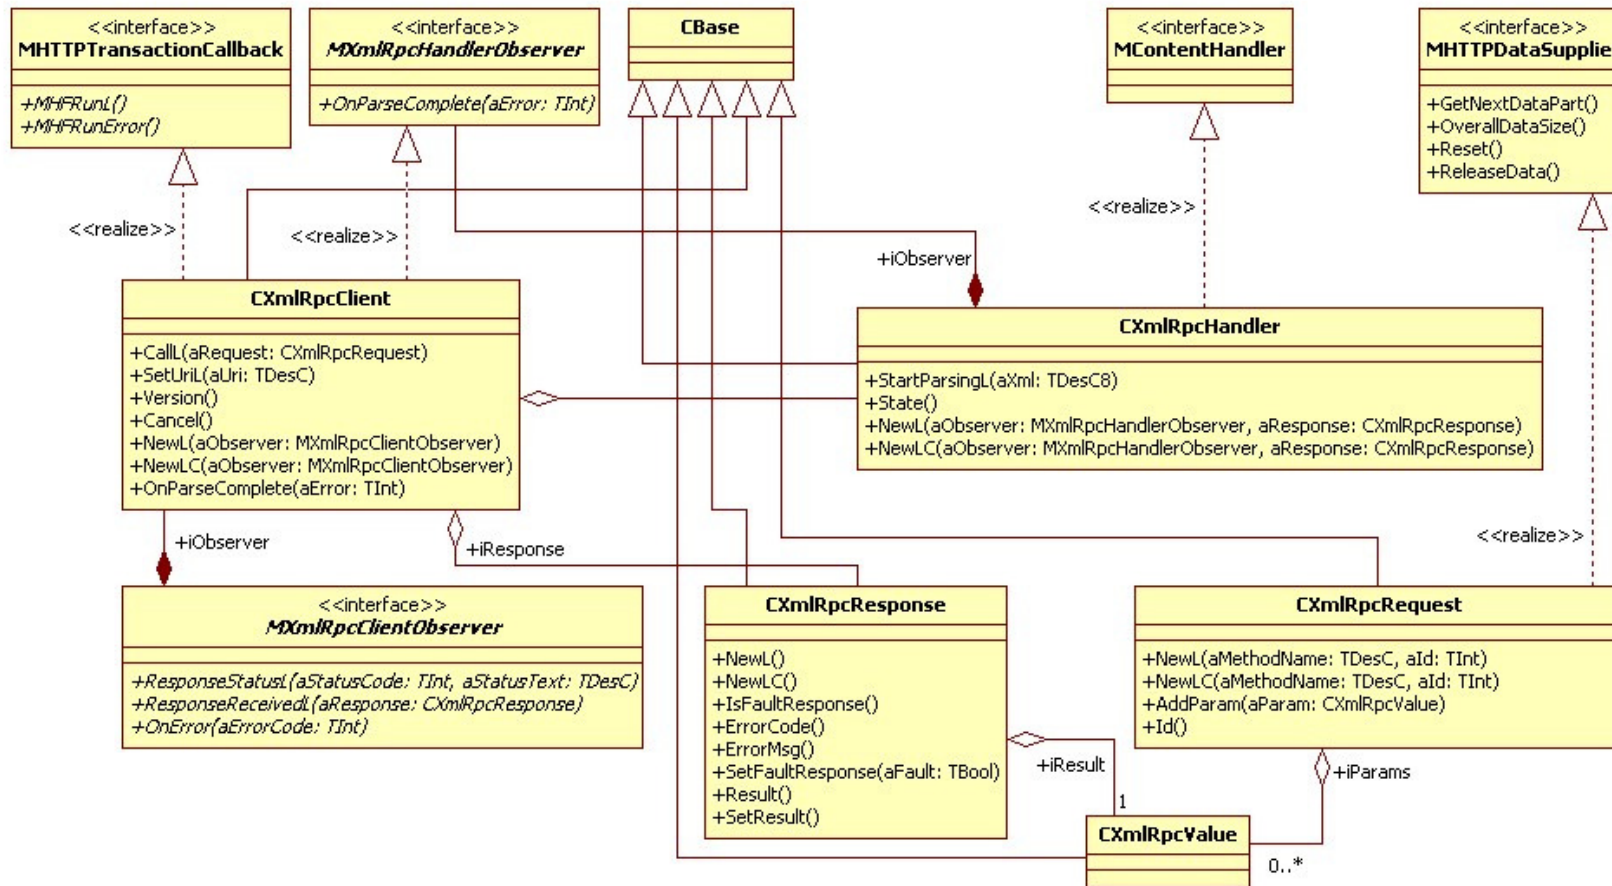 <<interface>>
MHTTPTransactionCallback
+MHFRunL()
+MHFRunError()
<<interface>>
MXmlRpcHandlerObserver
+OnParseComplete(aError: TInt)
CBase
<<interface>>
MContentHandler
<<interface>>
MHTTPDataSupplie
+GetNextDataPart()
+OverallDataSize()
+Reset()
+ReleaseData()
<<realize>>
<<realize>>
<<realize>>
+iObserver
CXmlRpcClient
+CallL(aRequest: CXmlRpcRequest)
+SetUriL(aUri: TDesC)
+Version()
+Cancel()
+NewL(aObserver: MXmlRpcClientObserver)
+NewLC(aObserver: MXmlRpcClientObserver)
+OnParseComplete(aError: TInt)
CXmlRpcHandler
+StartParsingL(aXml: TDesC8)
+State()
+NewL(aObserver: MXmlRpcHandlerObserver, aResponse: CXmlRpcResponse)
+NewLC(aObserver: MXmlRpcHandlerObserver, aResponse: CXmlRpcResponse)
+iObserver
+iResponse
<<realize>>
<<interface>>
MXmlRpcClientObserver
+ResponseStatusL(aStatusCode: TInt, aStatusText: TDesC)
+ResponseReceivedL(aResponse: CXmlRpcResponse)
+OnError(aErrorCode: TInt)
CXmlRpcResponse
+NewL()
+NewLC()
+IsFaultResponse()
+ErrorCode()
+ErrorMsg()
+SetFaultResponse(aFault: TBool)
+Result()
+SetResult()
CXmlRpcRequest
+NewL(aMethodName: TDesC, aId: TInt)
+NewLC(aMethodName: TDesC, aId: TInt)
+AddParam(aParam: CXmlRpcValue)
+Id()
+iResult
+iParams
1
CXmlRpcValue
0..*